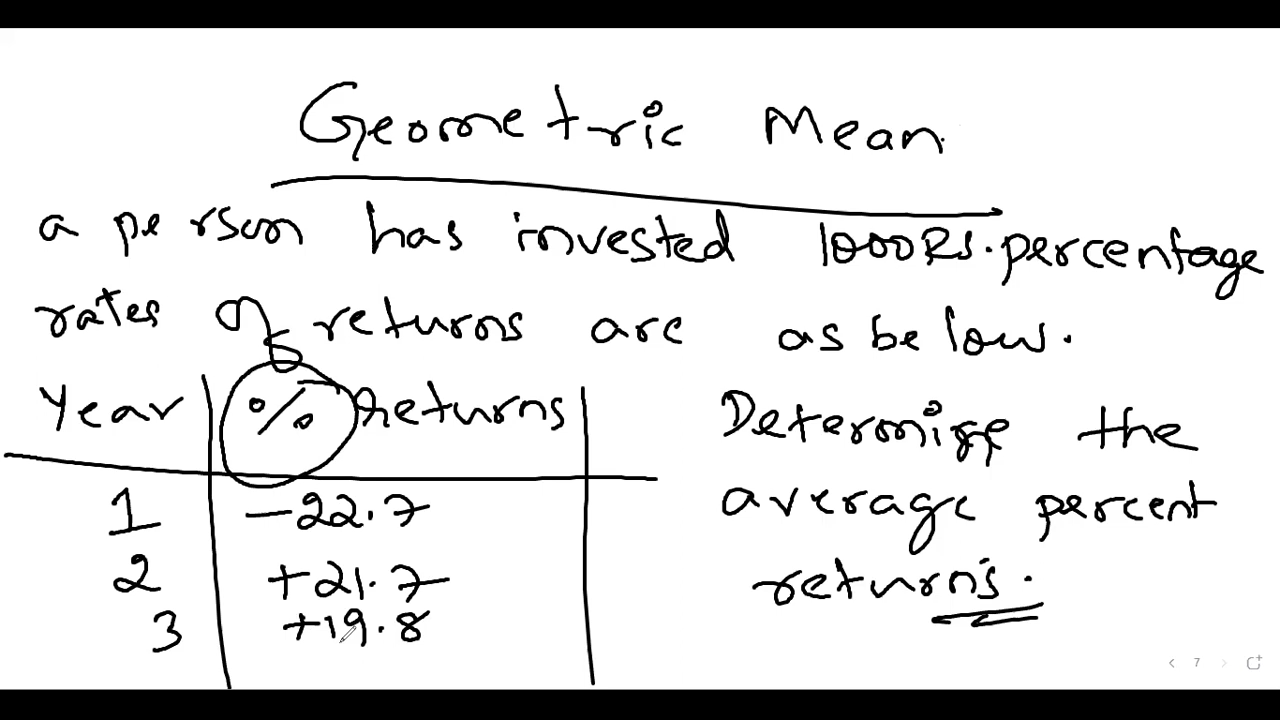 Geometric Mean
a person has invested 1000Rs. percentage
rates of returns are as below.
Year % returns
Determine the
1 -22.7
average percent
2 +21.7
returns.
3 +19.8
7